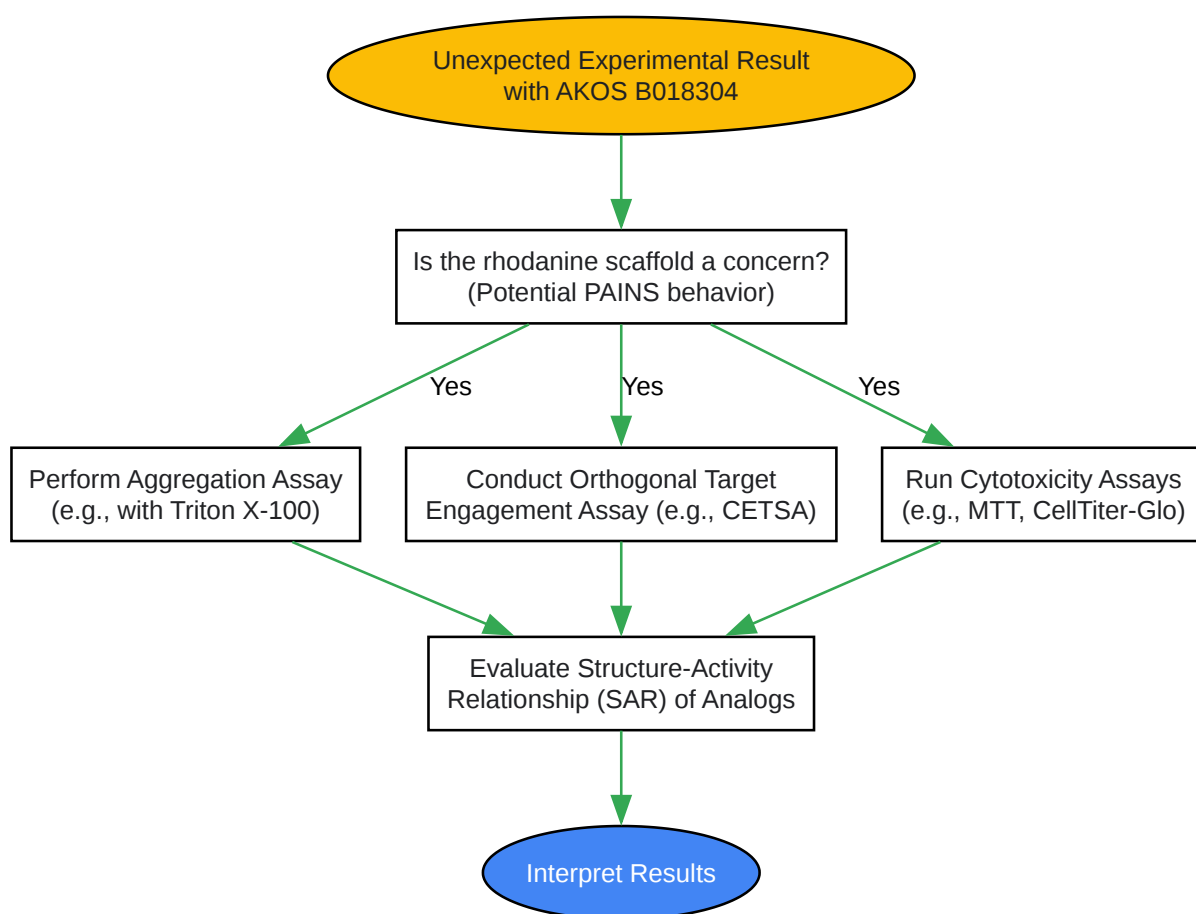 Unexpected Experimental Result
with AKOS B018304
Is the rhodanine scaffold a concern?
(Potential PAINS behavior)
Yes
Yes
Yes
Perform Aggregation Assay
(e.g., with Triton X-100)
Conduct Orthogonal Target
Engagement Assay (e.g., CETSA)
Run Cytotoxicity Assays
(e.g., MTT, CellTiter-Glo)
Evaluate Structure-Activity
Relationship (SAR) of Analogs
Interpret Results